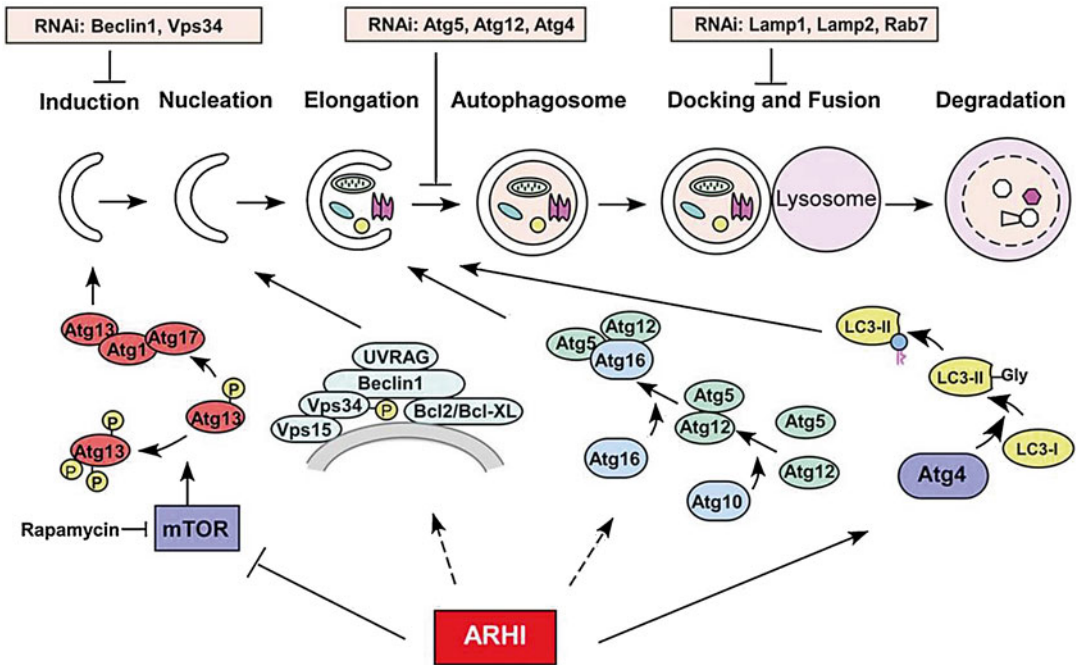 RNAi: Beclin1, Vps34
RNAi: Atg5, Atg12, Atg4
RNAi: Lamp1, Lamp2, Rab7
Induction
Nucleation
Elongation
Autophagosome
Docking and Fusion
Degradation
Lysosome
Atg13
Atg1
Atg17
P
Atg13
P
Atg13
P
P
Rapamycin
mTOR
UVRAG
Beclin1
Vps34
P
Bcl2/Bcl-XL
Vps15
Atg12
Atg5
Atg16
Atg5
Atg12
Atg16
Atg5
Atg12
Atg10
LC3-II
LC3-II
Gly
LC3-I
Atg4
ARHI